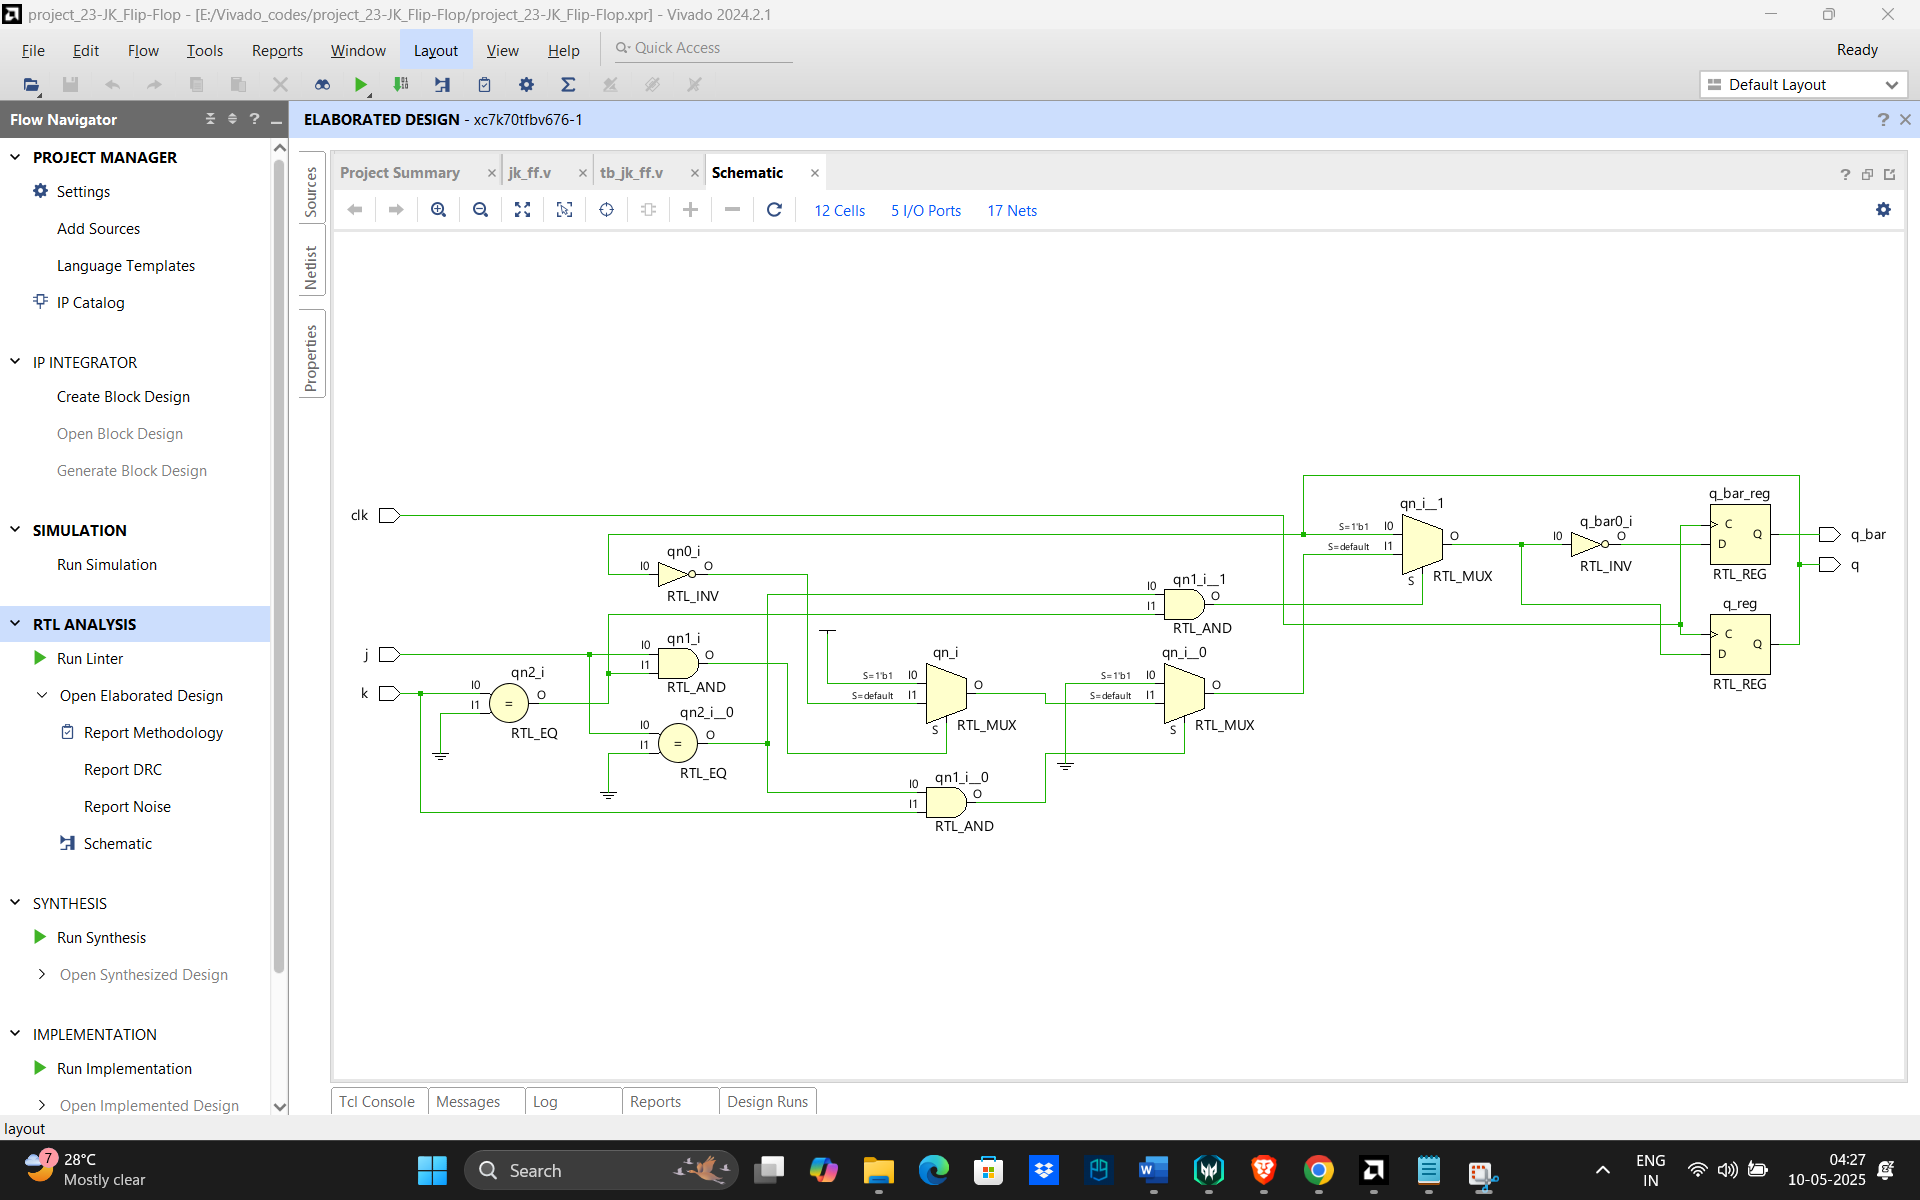 project_23-JK_Flip-Flop - [E:/Vivado_codes/project_23-JK_Flip-Flop/project_23-JK_Flip-Flop.xpr] - Vivado 2024.2.1
File Edit Flow Tools Reports Window Layout View Help Quick Access Ready
Default Layout
Flow Navigator
ELABORATED DESIGN - xc7k70tfbv676-1
PROJECT MANAGER
Settings
Add Sources
Language Templates
IP Catalog
IP INTEGRATOR
Create Block Design
Open Block Design
Generate Block Design
SIMULATION
Run Simulation
RTL ANALYSIS
Run Linter
Open Elaborated Design
Report Methodology
Report DRC
Report Noise
Schematic
SYNTHESIS
Run Synthesis
Open Synthesized Design
IMPLEMENTATION
Run Implementation
Open Implemented Design
Sources
Netlist
Properties
Project Summary jk_ff.v tb_jk_ff.v Schematic
12 Cells 5 I/O Ports 17 Nets
clk
j
k
qn2_i
I0
I1
O
=
RTL_EQ
qn0_i
I0
O
RTL_INV
qn1_i
I0
I1
O
RTL_AND
qn2_i__0
I0
I1
O
=
RTL_EQ
qn_i
S=1'b1 I0
S=default I1
O
S
RTL_MUX
qn1_i__0
I0
I1
O
RTL_AND
qn1_i__1
I0
I1
O
RTL_AND
qn_i__0
S=1'b1 I0
S=default I1
O
S
RTL_MUX
qn_i__1
S=1'b1 I0
S=default I1
O
S
RTL_MUX
q_bar0_i
I0
O
RTL_INV
q_bar_reg
C
D
Q
RTL_REG
q_reg
C
D
Q
RTL_REG
q_bar
q
Tcl Console Messages Log Reports Design Runs
layout
7
28°C
Mostly clear
Search
ENG
IN
04:27
10-05-2025